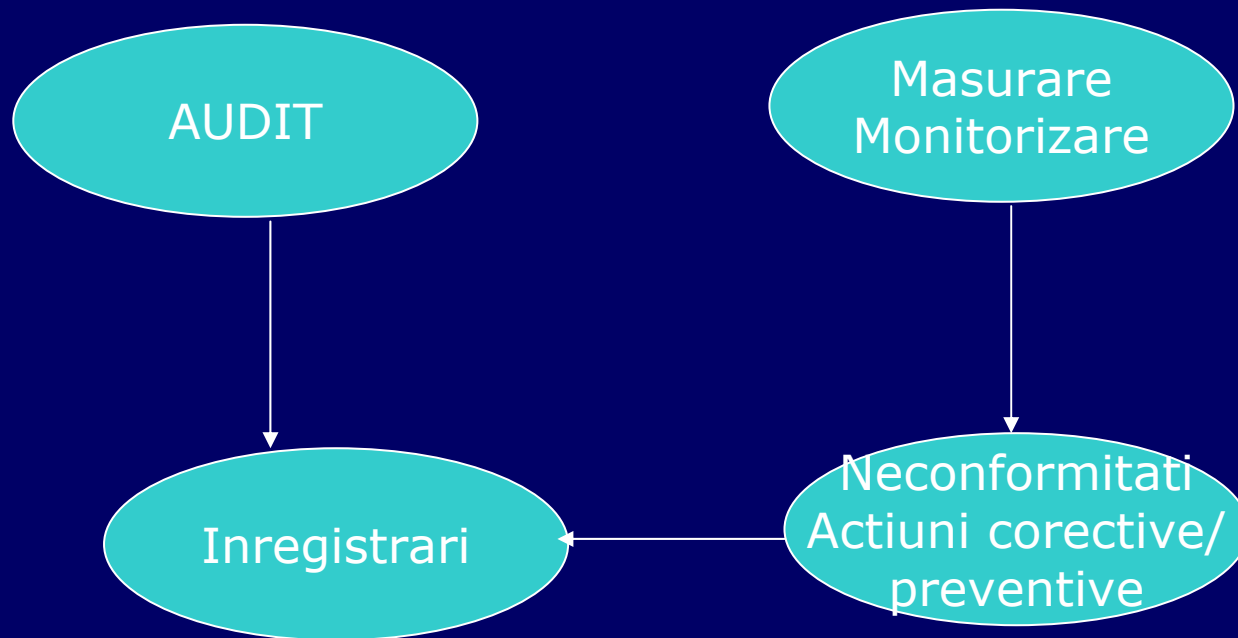 AUDIT
Masurare
Monitorizare
Inregistrari
Neconformitati
Actiuni corective/
preventive